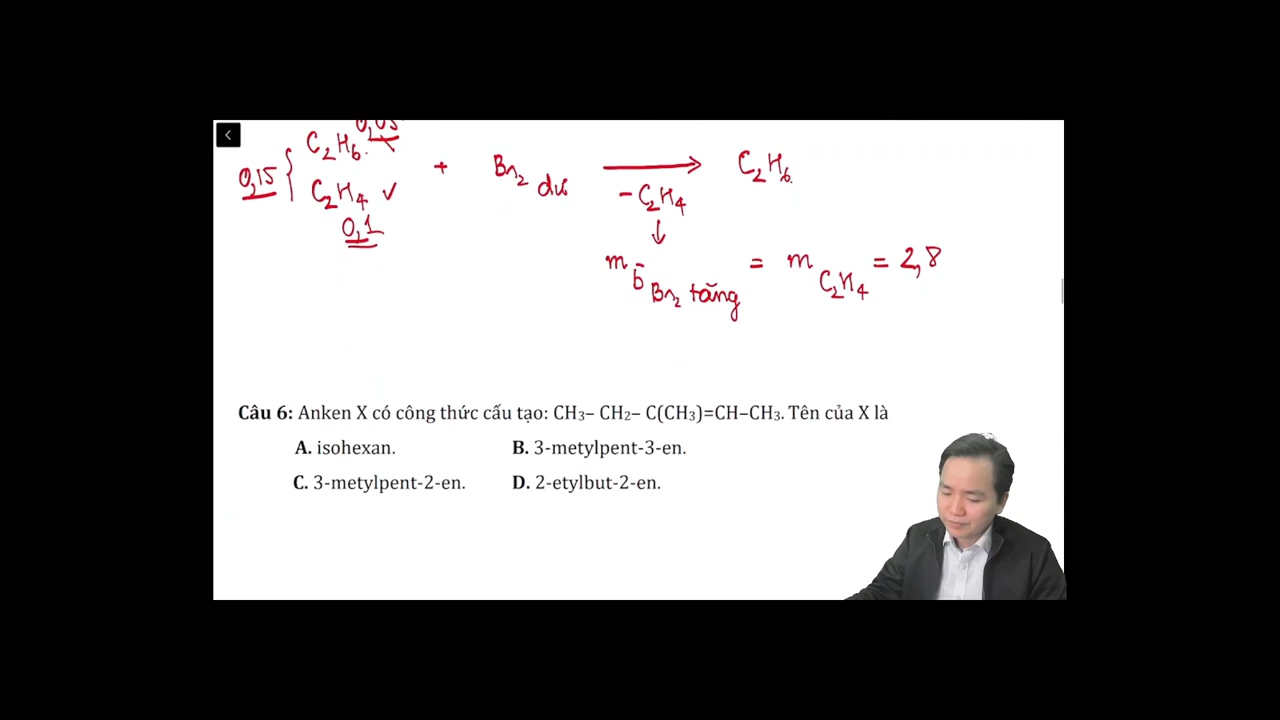 0,05
0,15 { C₂H₆ + Br₂ dư → C₂H₆
C₂H₄ ✓ - C₂H₄
0,1 ↓
m b̄ Br₂ tăng = m C₂H₄ = 2,8
Câu 6: Anken X có công thức cấu tạo: CH₃– CH₂– C(CH₃)=CH–CH₃. Tên của X là
A. isohexan. B. 3-metylpent-3-en.
C. 3-metylpent-2-en. D. 2-etylbut-2-en.